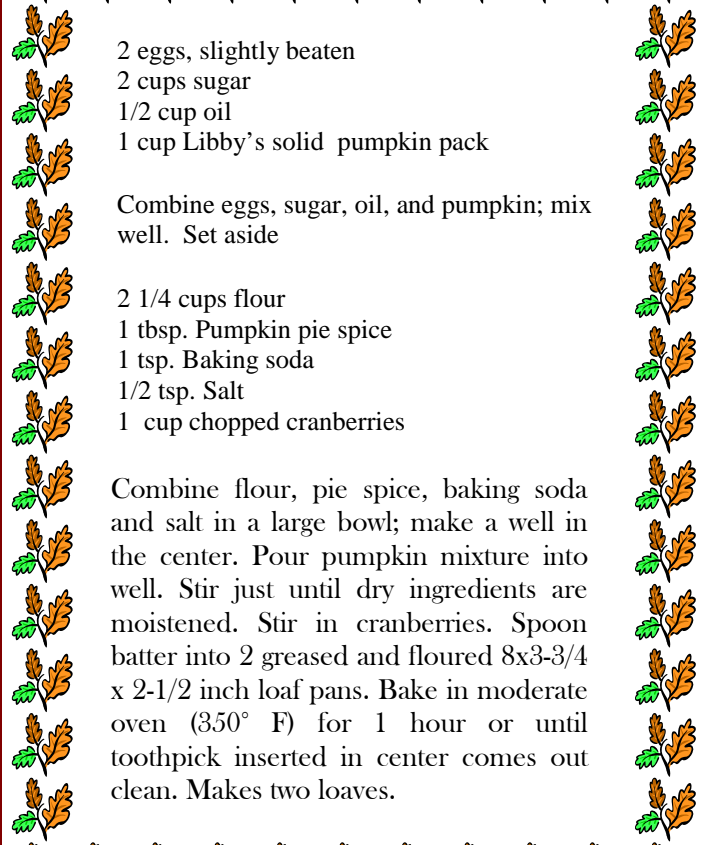 2 eggs, slightly beaten
2 cups sugar
1/2 cup oil
1 cup Libby's solid  pumpkin pack
Combine eggs, sugar, oil, and pumpkin; mix
well.  Set aside
2 1/4 cups flour
1 tbsp. Pumpkin pie spice
1 tsp. Baking soda
1/2 tsp. Salt
1  cup chopped cranberries
Combine flour, pie spice, baking soda
and salt in a large bowl; make a well in
the center. Pour pumpkin mixture into
well. Stir just until dry ingredients are
moistened. Stir in cranberries. Spoon
batter into 2 greased and floured 8x3-3/4
x 2-1/2 inch loaf pans. Bake in moderate
oven (350° F) for 1 hour or until
toothpick inserted in center comes out
clean. Makes two loaves.